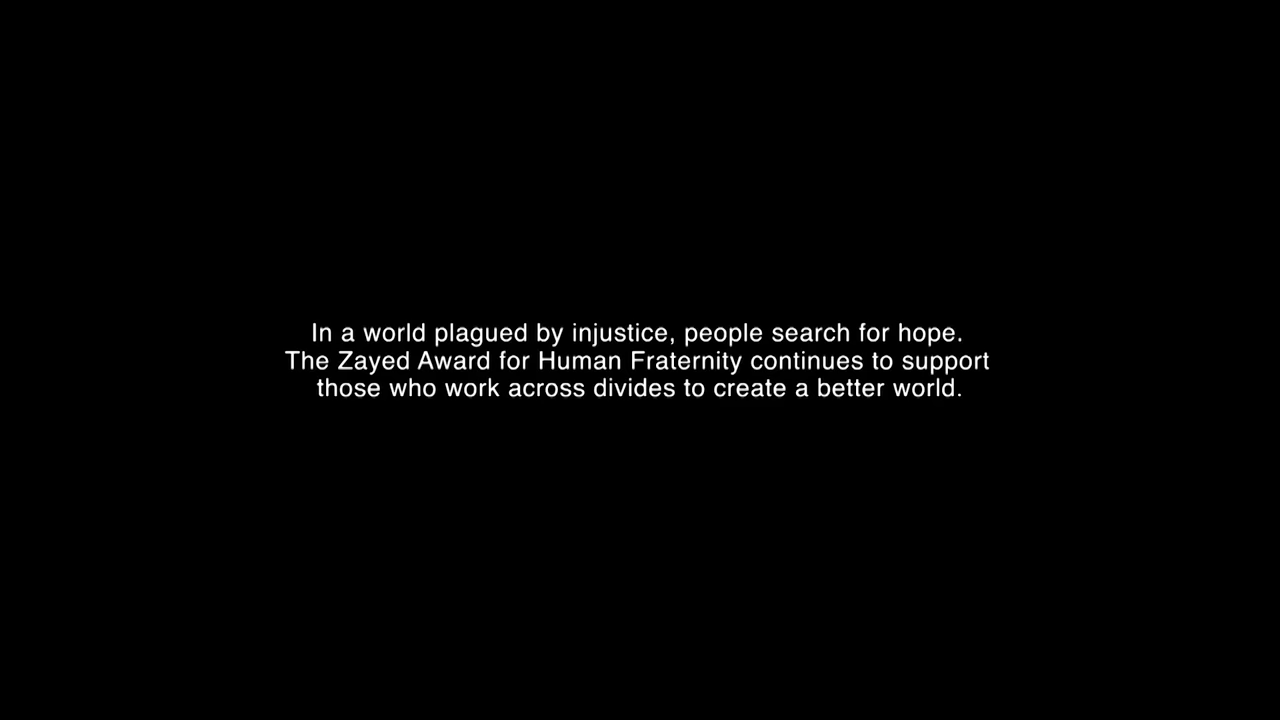 In a world plagued by injustice, people search for hope.
The Zayed Award for Human Fraternity continues to support
those who work across divides to create a better world.